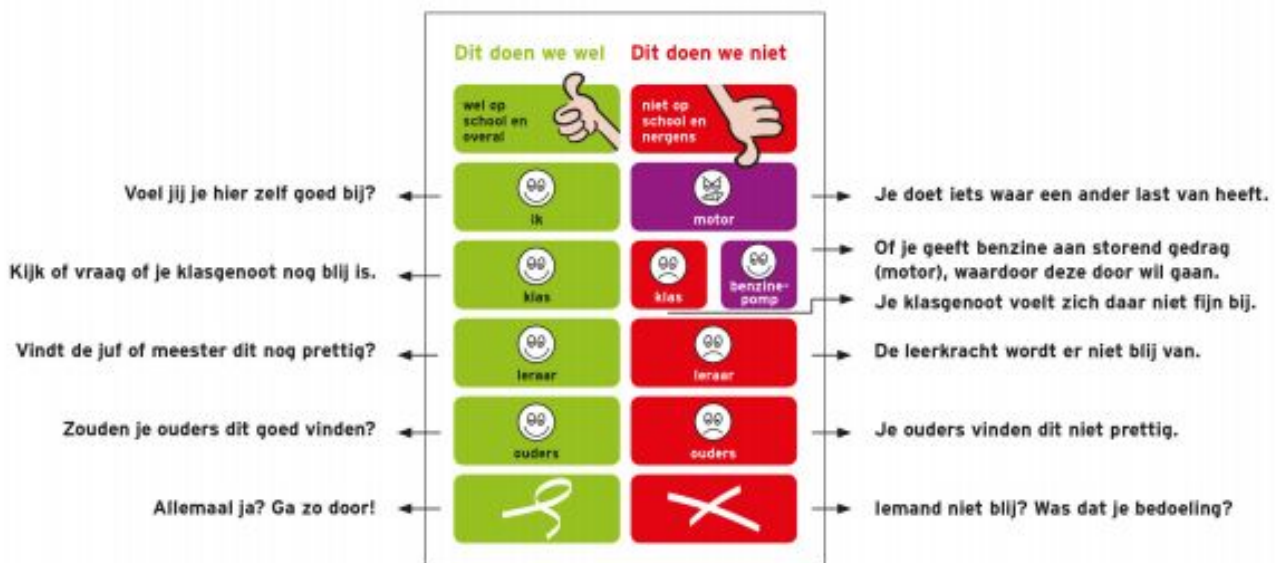 Dit doen we wel
Dit doen we niet
wel op
school en
overal
niet op
school en
nergens
Voel jij je hier zelf goed bij?
ik
motor
Je doet iets waar een ander last van heeft.
Kijk of vraag of je klasgenoot nog blij is.
klas
klas
benzine-
pomp
Of je geeft benzine aan storend gedrag
(motor), waardoor deze door wil gaan.
Je klasgenoot voelt zich daar niet fijn bij.
Vindt de juf of meester dit nog prettig?
leraar
leraar
De leerkracht wordt er niet blij van.
Zouden je ouders dit goed vinden?
ouders
ouders
Je ouders vinden dit niet prettig.
Allemaal ja? Ga zo door!
Iemand niet blij? Was dat je bedoeling?